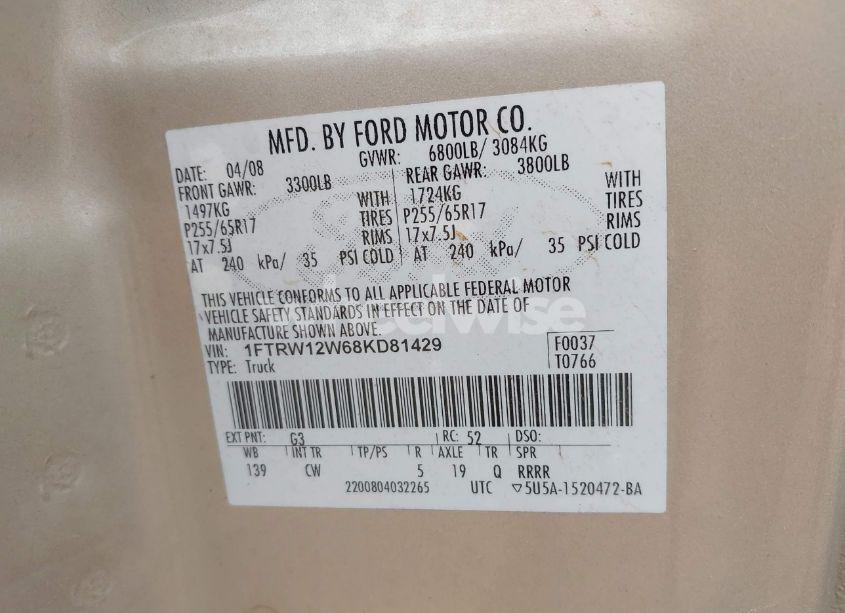 MFD. BY FORD MOTOR CO.
DATE: 04/08 GVWR: 6800LB/ 3084KG
FRONT GAWR: 3300LB REAR GAWR: 3800LB
1497KG WITH 1724KG WITH
P255/65R17 TIRES P255/65R17 TIRES
17x7.5J RIMS 17x7.5J RIMS
AT 240 kPa/ 35 PSI COLD AT 240 kPa/ 35 PSI COLD
THIS VEHICLE CONFORMS TO ALL APPLICABLE FEDERAL MOTOR
VEHICLE SAFETY STANDARDS IN EFFECT ON THE DATE OF
MANUFACTURE SHOWN ABOVE.
VIN: 1FTRW12W68KD81429 F0037
TYPE: Truck T0766
EXT PNT: G3 RC: 52 DSO:
WB INT TR TP/PS R AXLE TR SPR
139 CW 5 19 Q RRRR
2200804032265 UTC ▽5U5A-1520472-BA